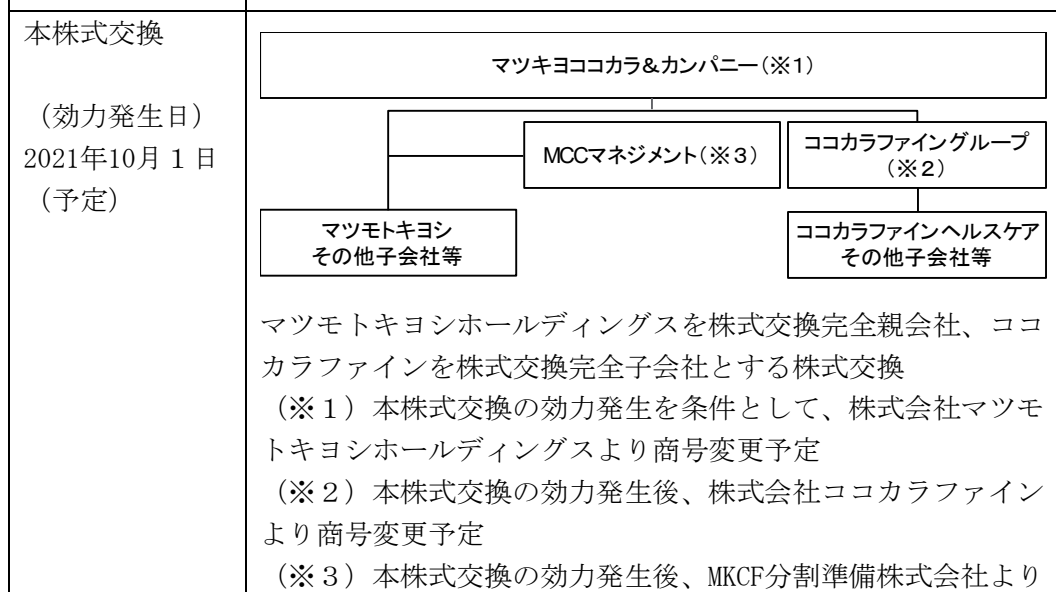 本株式交換
（効力発生日）
2021年10月１日
（予定）
マツキヨココカラ&カンパニー（※１）
MCCマネジメント（※３）
ココカラファイングループ
（※２）
マツモトキヨシ
その他子会社等
ココカラファインヘルスケア
その他子会社等
マツモトキヨシホールディングスを株式交換完全親会社、ココ
カラファインを株式交換完全子会社とする株式交換
（※１）本株式交換の効力発生を条件として、株式会社マツモ
トキヨシホールディングスより商号変更予定
（※２）本株式交換の効力発生後、株式会社ココカラファイン
より商号変更予定
（※３）本株式交換の効力発生後、MKCF分割準備株式会社より